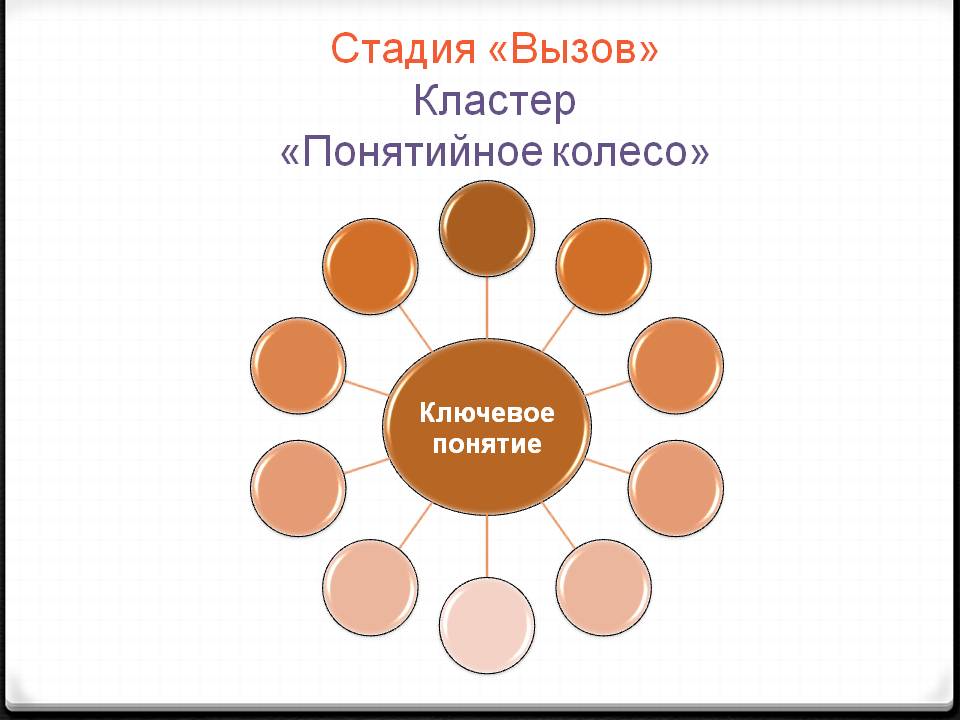 Стадия «Вызов»
Кластер
«Понятийное колесо»
Ключевое
понятие